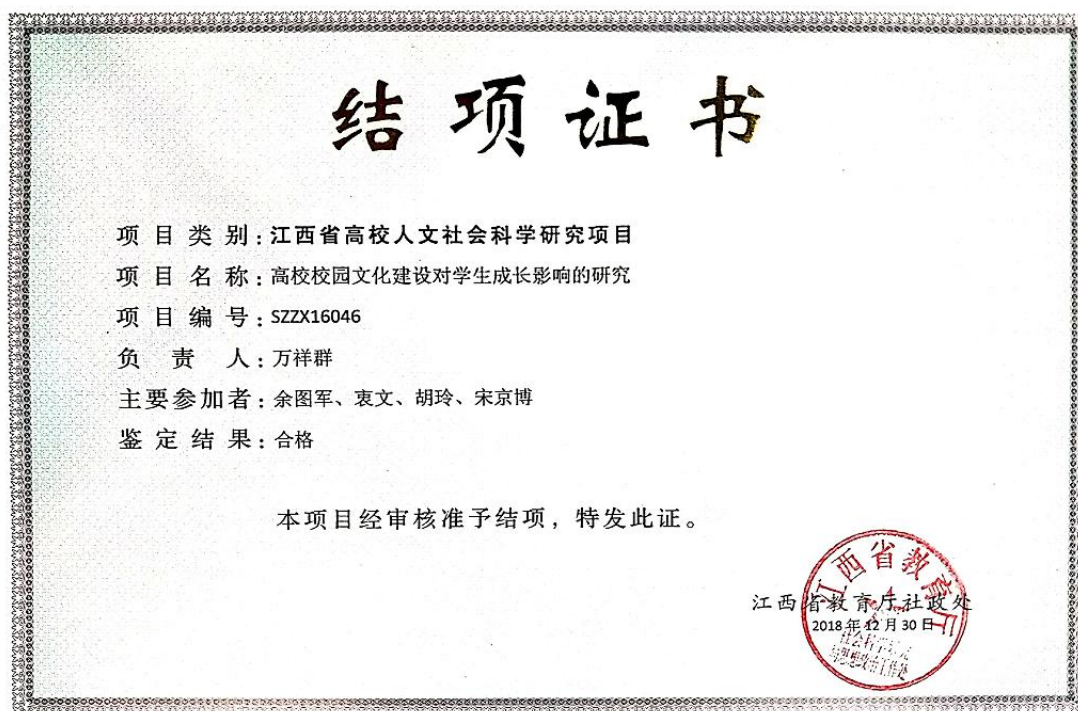 结项证书
项目类别：江西省高校人文社会科学研究项目
项目名称：高校校园文化建设对学生成长影响的研究
项目编号：SZZX16046
负责人：万祥群
主要参加者：余图军、衷文、胡玲、宋京博
鉴定结果：合格
本项目经审核准予结项，特发此证。
江西省教育厅
江西省教育厅社政处
2018年12月30日